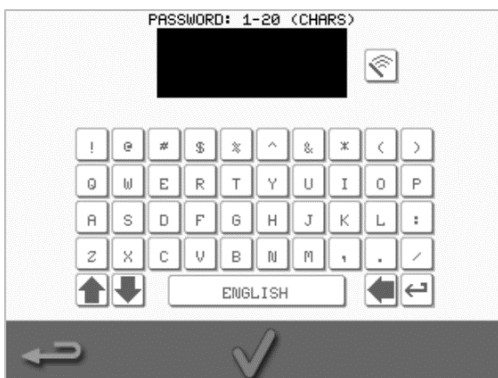 PASSWORD: 1-20 (CHARS)
! @ # $ % ^ & * ( )
Q W E R T Y U I O P
A S D F G H J K L :
Z X C V B N M , . /
ENGLISH